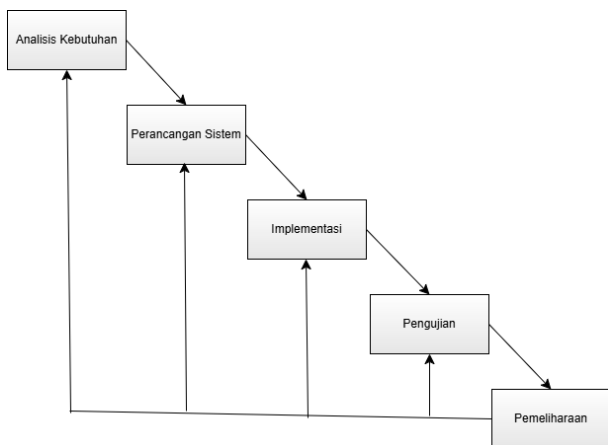 Analisis Kebutuhan
Perancangan Sistem
Implementasi
Pengujian
Pemeliharaan